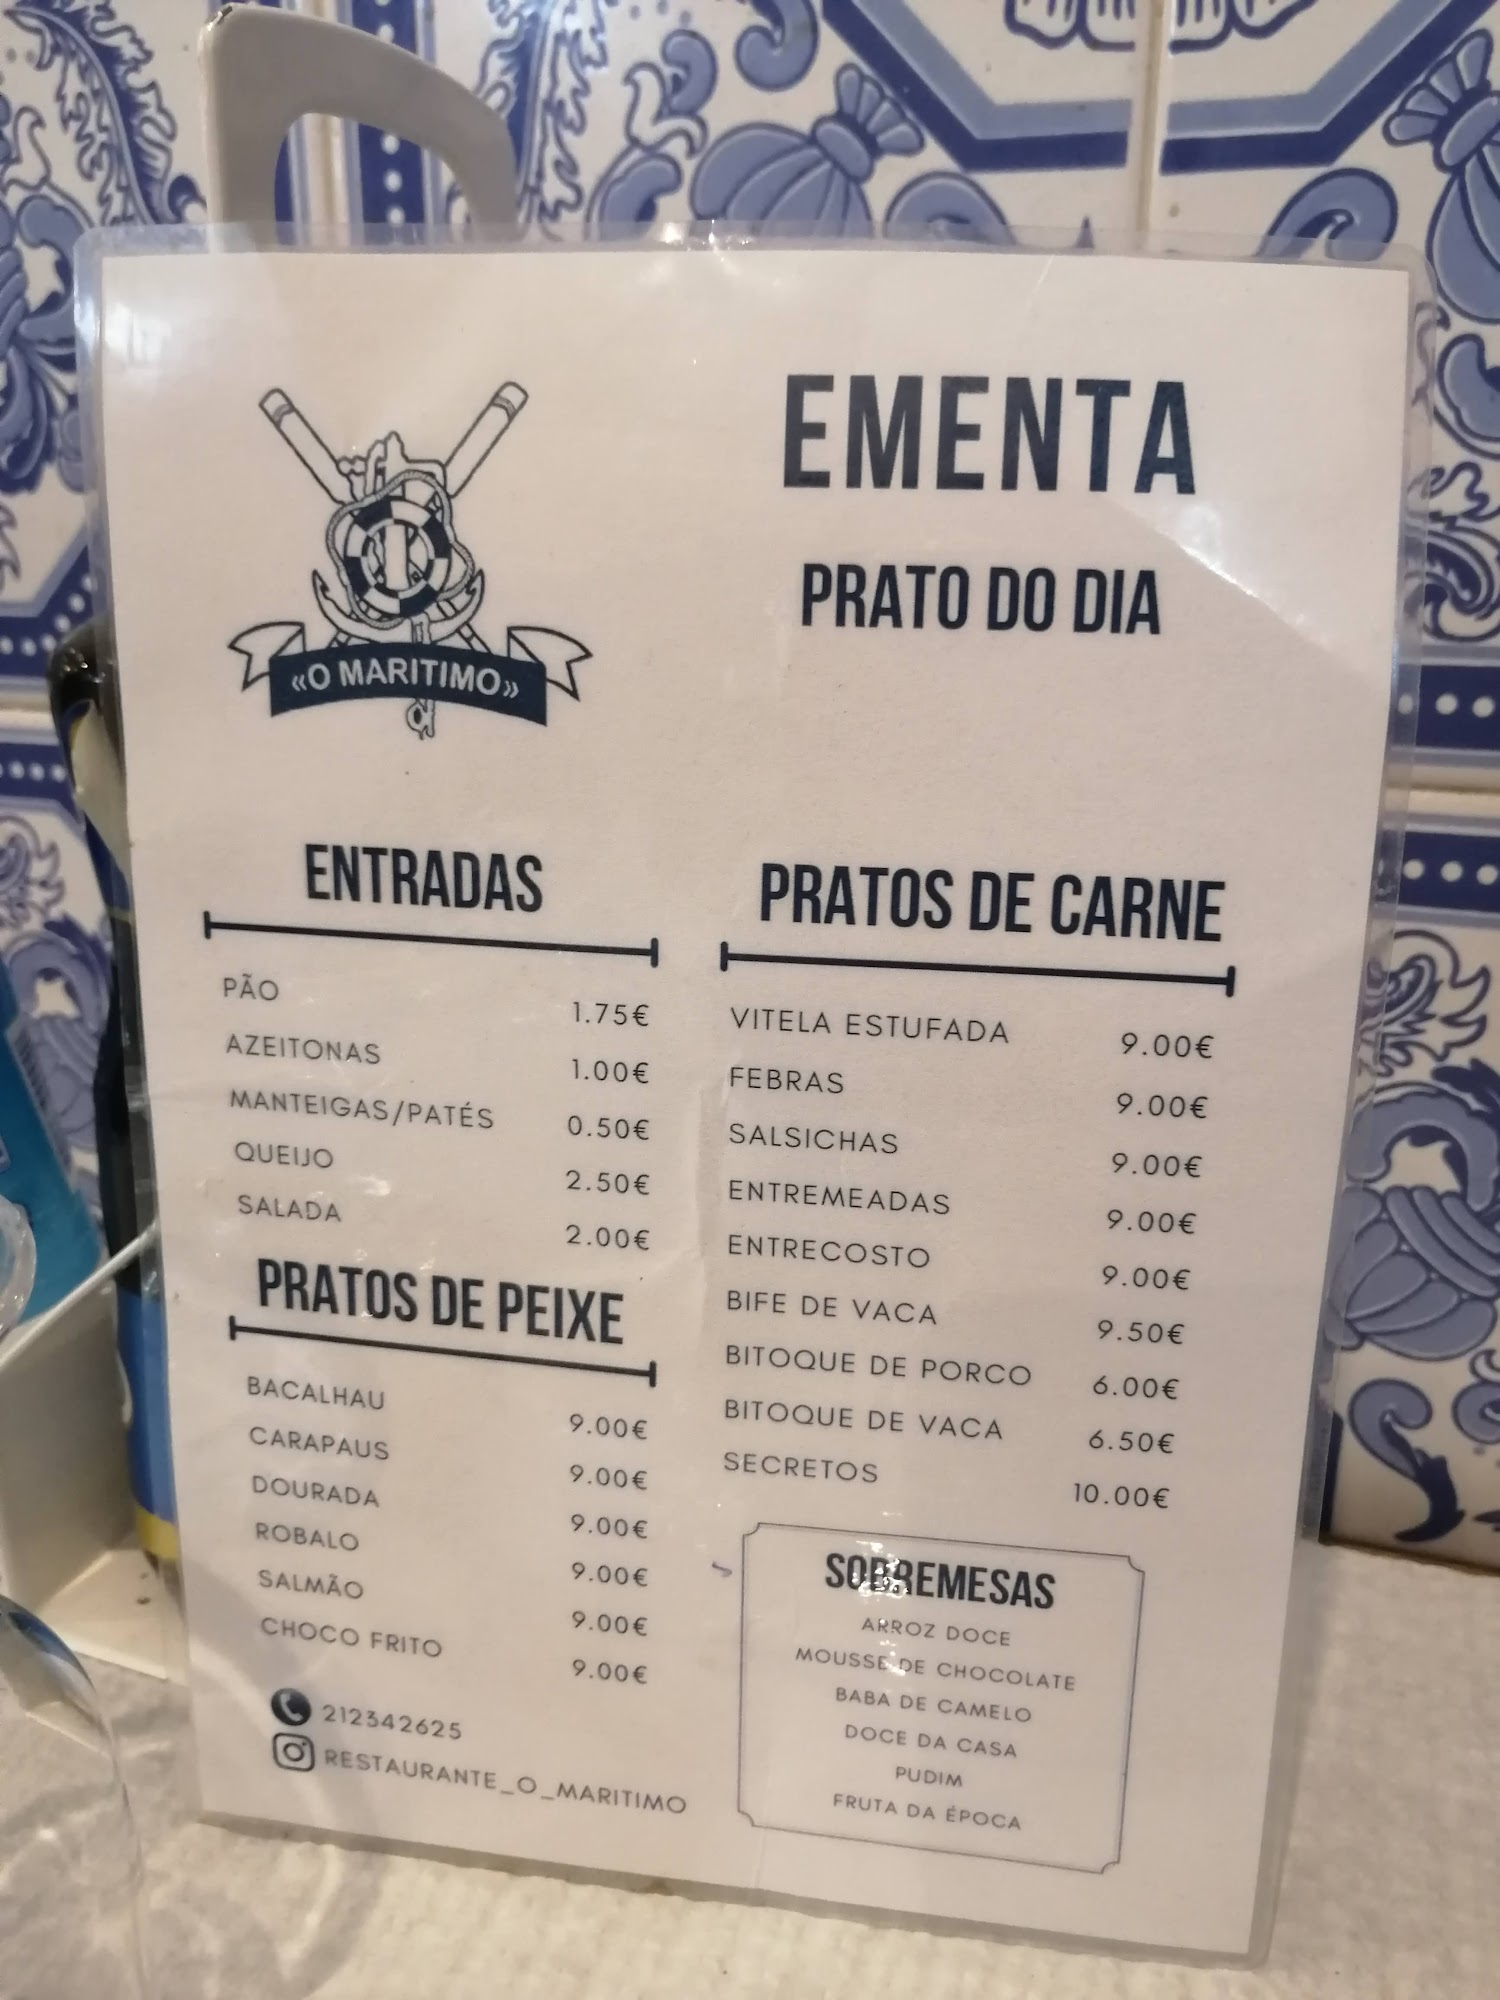 «O MARITIMO»
EMENTA
PRATO DO DIA
ENTRADAS
PÃO 1.75€
AZEITONAS 1.00€
MANTEIGAS/PATÉS 0.50€
QUEIJO 2.50€
SALADA 2.00€
PRATOS DE PEIXE
BACALHAU 9.00€
CARAPAUS 9.00€
DOURADA 9.00€
ROBALO 9.00€
SALMÃO 9.00€
CHOCO FRITO 9.00€
212342625
RESTAURANTE_O_MARITIMO
PRATOS DE CARNE
VITELA ESTUFADA 9.00€
FEBRAS 9.00€
SALSICHAS 9.00€
ENTREMEADAS 9.00€
ENTRECOSTO 9.00€
BIFE DE VACA 9.50€
BITOQUE DE PORCO 6.00€
BITOQUE DE VACA 6.50€
SECRETOS 10.00€
SOBREMESAS
ARROZ DOCE
MOUSSE DE CHOCOLATE
BABA DE CAMELO
DOCE DA CASA
PUDIM
FRUTA DA ÉPOCA